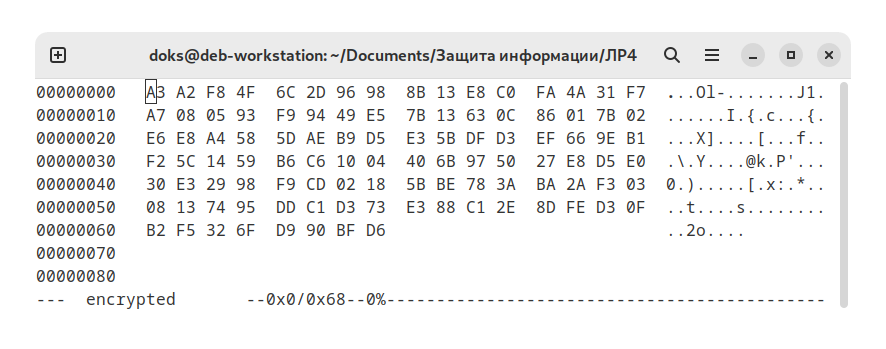 doks@deb-workstation: ~/Documents/Защита информации/ЛР4
00000000 A3 A2 F8 4F 6C 2D 96 98 8B 13 E8 C0 FA 4A 31 F7 ...Ol-.......J1.
00000010 A7 08 05 93 F9 94 49 E5 7B 13 63 0C 86 01 7B 02 ......I.{.c...{.
00000020 E6 E8 A4 58 5D AE B9 D5 E3 5B DF D3 EF 66 9E B1 ...X]....[...f..
00000030 F2 5C 14 59 B6 C6 10 04 40 6B 97 50 27 E8 D5 E0 .\.Y....@k.P'...
00000040 30 E3 29 98 F9 CD 02 18 5B BE 78 3A BA 2A F3 03 0.).....[.x:.*..
00000050 08 13 74 95 DD C1 D3 73 E3 88 C1 2E 8D FE D3 0F ..t....s........
00000060 B2 F5 32 6F D9 90 BF D6 ..2o....
00000070
00000080
--- encrypted --0x0/0x68--0%--------------------------------------------